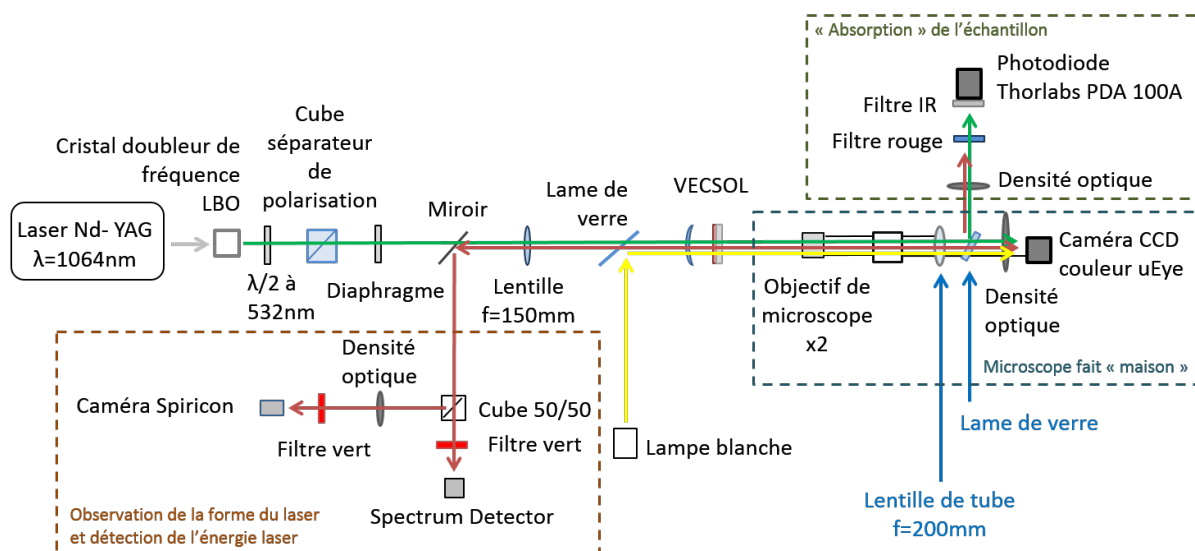 « Absorption » de l'échantillon
Photodiode
Thorlabs PDA 100A
Filtre IR
Filtre rouge
Densité optique
Cube
séparateur
de
polarisation
Cristal doubleur de
fréquence
LBO
Laser Nd- YAG
λ=1064nm
λ/2 à
532nm
Diaphragme
Miroir
Lentille
f=150mm
Lame de
verre
VECSOL
Objectif de
microscope
x2
Caméra CCD
couleur uEye
Densité
optique
Microscope fait « maison »
Densité
optique
Caméra Spiricon
Filtre vert
Cube 50/50
Filtre vert
Spectrum Detector
Observation de la forme du laser
et détection de l'énergie laser
Lampe blanche
Lame de verre
Lentille de tube
f=200mm